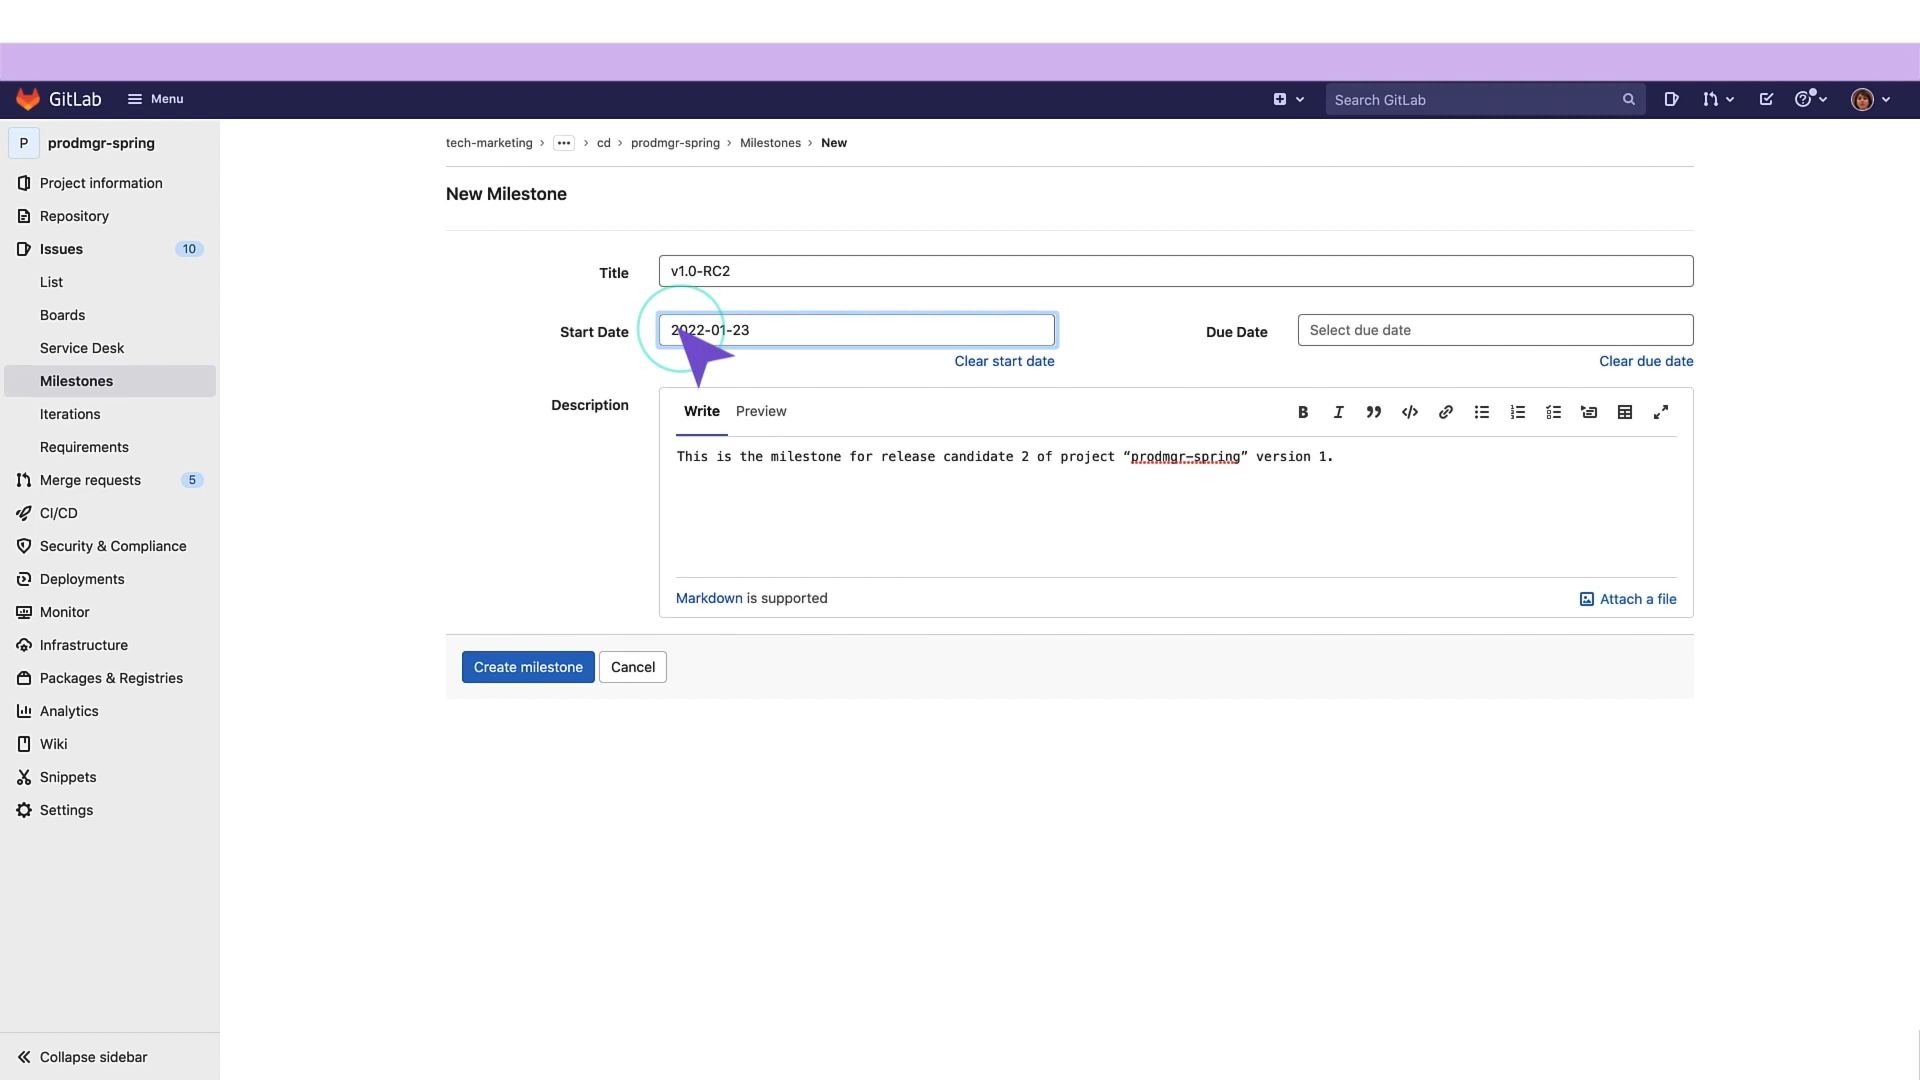 GitLab
Menu
Search GitLab
P prodmgr-spring
Project information
Repository
Issues 10
List
Boards
Service Desk
Milestones
Iterations
Requirements
Merge requests 5
CI/CD
Security & Compliance
Deployments
Monitor
Infrastructure
Packages & Registries
Analytics
Wiki
Snippets
Settings
Collapse sidebar
tech-marketing › ••• › cd › prodmgr-spring › Milestones › New
New Milestone
Title v1.0-RC2
Start Date 2022-01-23
Clear start date
Due Date Select due date
Clear due date
Description
Write Preview
This is the milestone for release candidate 2 of project “prodmgr-spring” version 1.
Markdown is supported
Attach a file
Create milestone Cancel